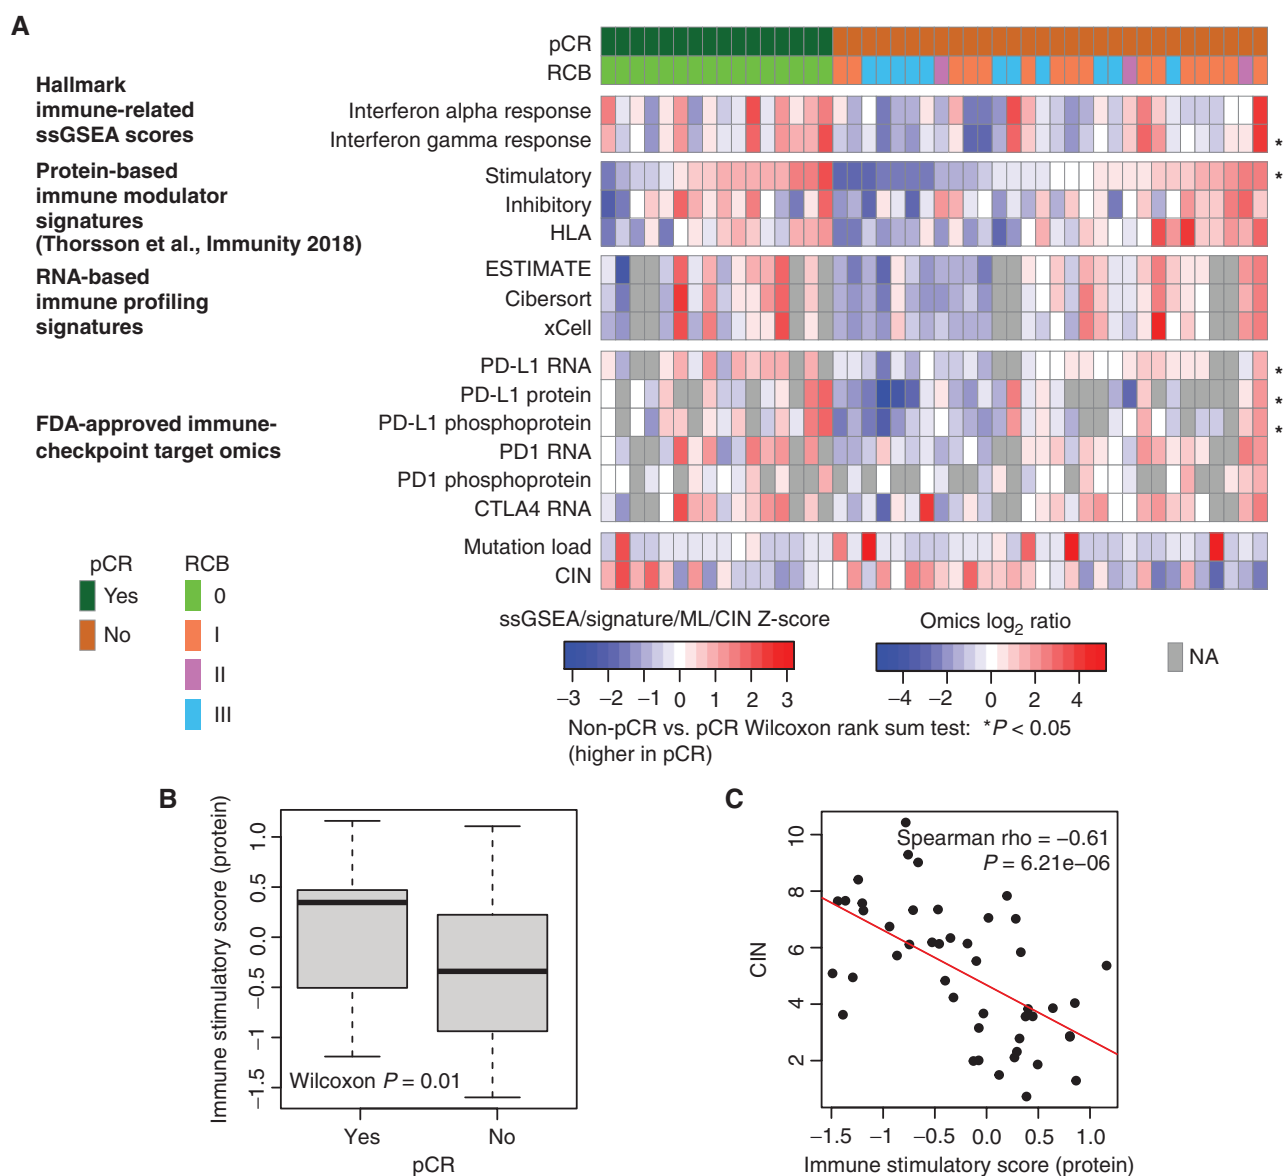 A
pCR
RCB
Hallmark
immune-related
ssGSEA scores
Interferon alpha response
Interferon gamma response
*
Protein-based
immune modulator
signatures
(Thorsson et al., Immunity 2018)
Stimulatory
*
Inhibitory
HLA
RNA-based
immune profiling
signatures
ESTIMATE
Cibersort
xCell
FDA-approved immune-
checkpoint target omics
PD-L1 RNA
*
PD-L1 protein
*
PD-L1 phosphoprotein
*
PD1 RNA
PD1 phosphoprotein
CTLA4 RNA
Mutation load
CIN
pCR
Yes
No
RCB
0
I
II
III
ssGSEA/signature/ML/CIN Z-score
−3 −2 −1 0 1 2 3
Omics log2 ratio
−4 −2 0 2 4
NA
Non-pCR vs. pCR Wilcoxon rank sum test: *P < 0.05
(higher in pCR)
B
Immune stimulatory score (protein)
1.0
0.5
0.0
−0.5
−1
−1.5
Wilcoxon P = 0.01
Yes No
pCR
C
CIN
10
8
6
4
2
Spearman rho = −0.61
P = 6.21e−06
−1.5 −1 −0.5 0.0 0.5 1.0
Immune stimulatory score (protein)